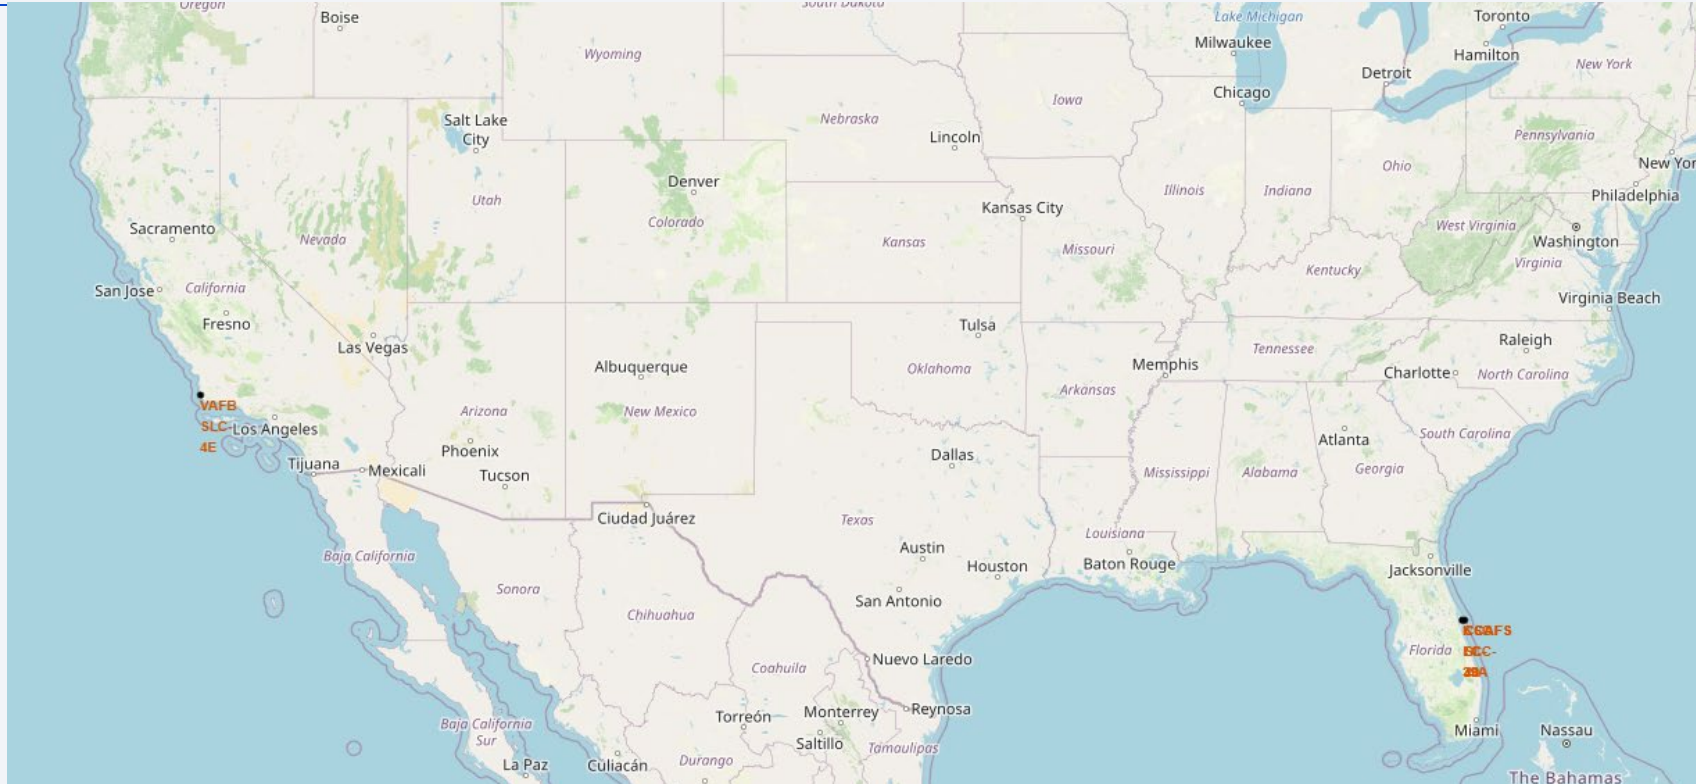 Oregon
Boise
South Dakota
Lake Michigan
Toronto
Wyoming
Milwaukee
Hamilton
New York
Detroit
Chicago
Iowa
Salt Lake
City
Nebraska
Lincoln
Pennsylvania
New Yor
Ohio
Denver
Utah
Illinois
Indiana
Philadelphia
Kansas City
Colorado
Sacramento
Nevada
Kansas
Missouri
West Virginia
Washington
Kentucky
Virginia
San Jose
California
Virginia Beach
Fresno
Tulsa
Las Vegas
Raleigh
Tennessee
Albuquerque
Memphis
Oklahoma
Charlotte
North Carolina
Arkansas
VAFB
SLC-
4E
Los Angeles
Arizona
New Mexico
Phoenix
Atlanta
South Carolina
Dallas
Tijuana
Mexicali
Tucson
Mississippi
Alabama
Georgia
Ciudad Juárez
Texas
Louisiana
Baja California
Austin
Houston
Baton Rouge
Jacksonville
Sonora
San Antonio
Chihuahua
Florida
Coahuila
Nuevo Laredo
Torreón
Monterrey
Reynosa
Baja California
Sur
Saltillo
Tamaulipas
Miami
Nassau
La Paz
Culiacán
Durango
The Bahamas